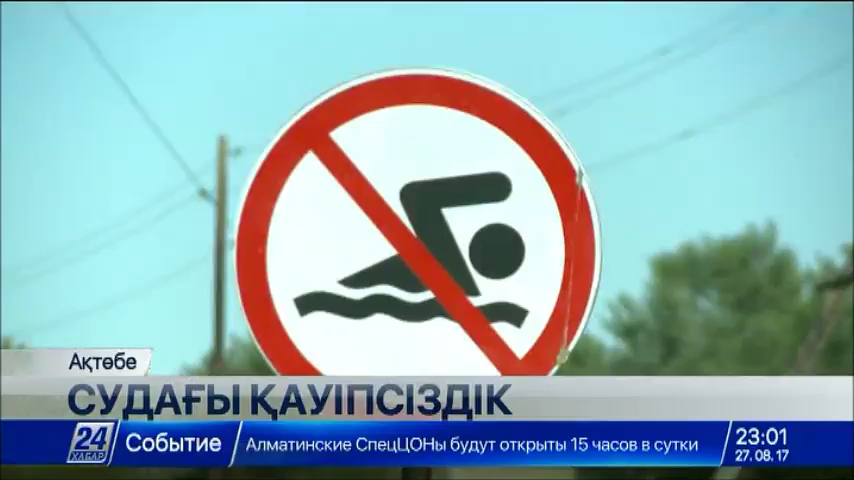 Ақтөбе
СУДАҒЫ ҚАУІПСІЗДІК
24 ХАБАР Событие Алматинские СпецЦОНы будут открыты 15 часов в сутки 23:01
27.08.17